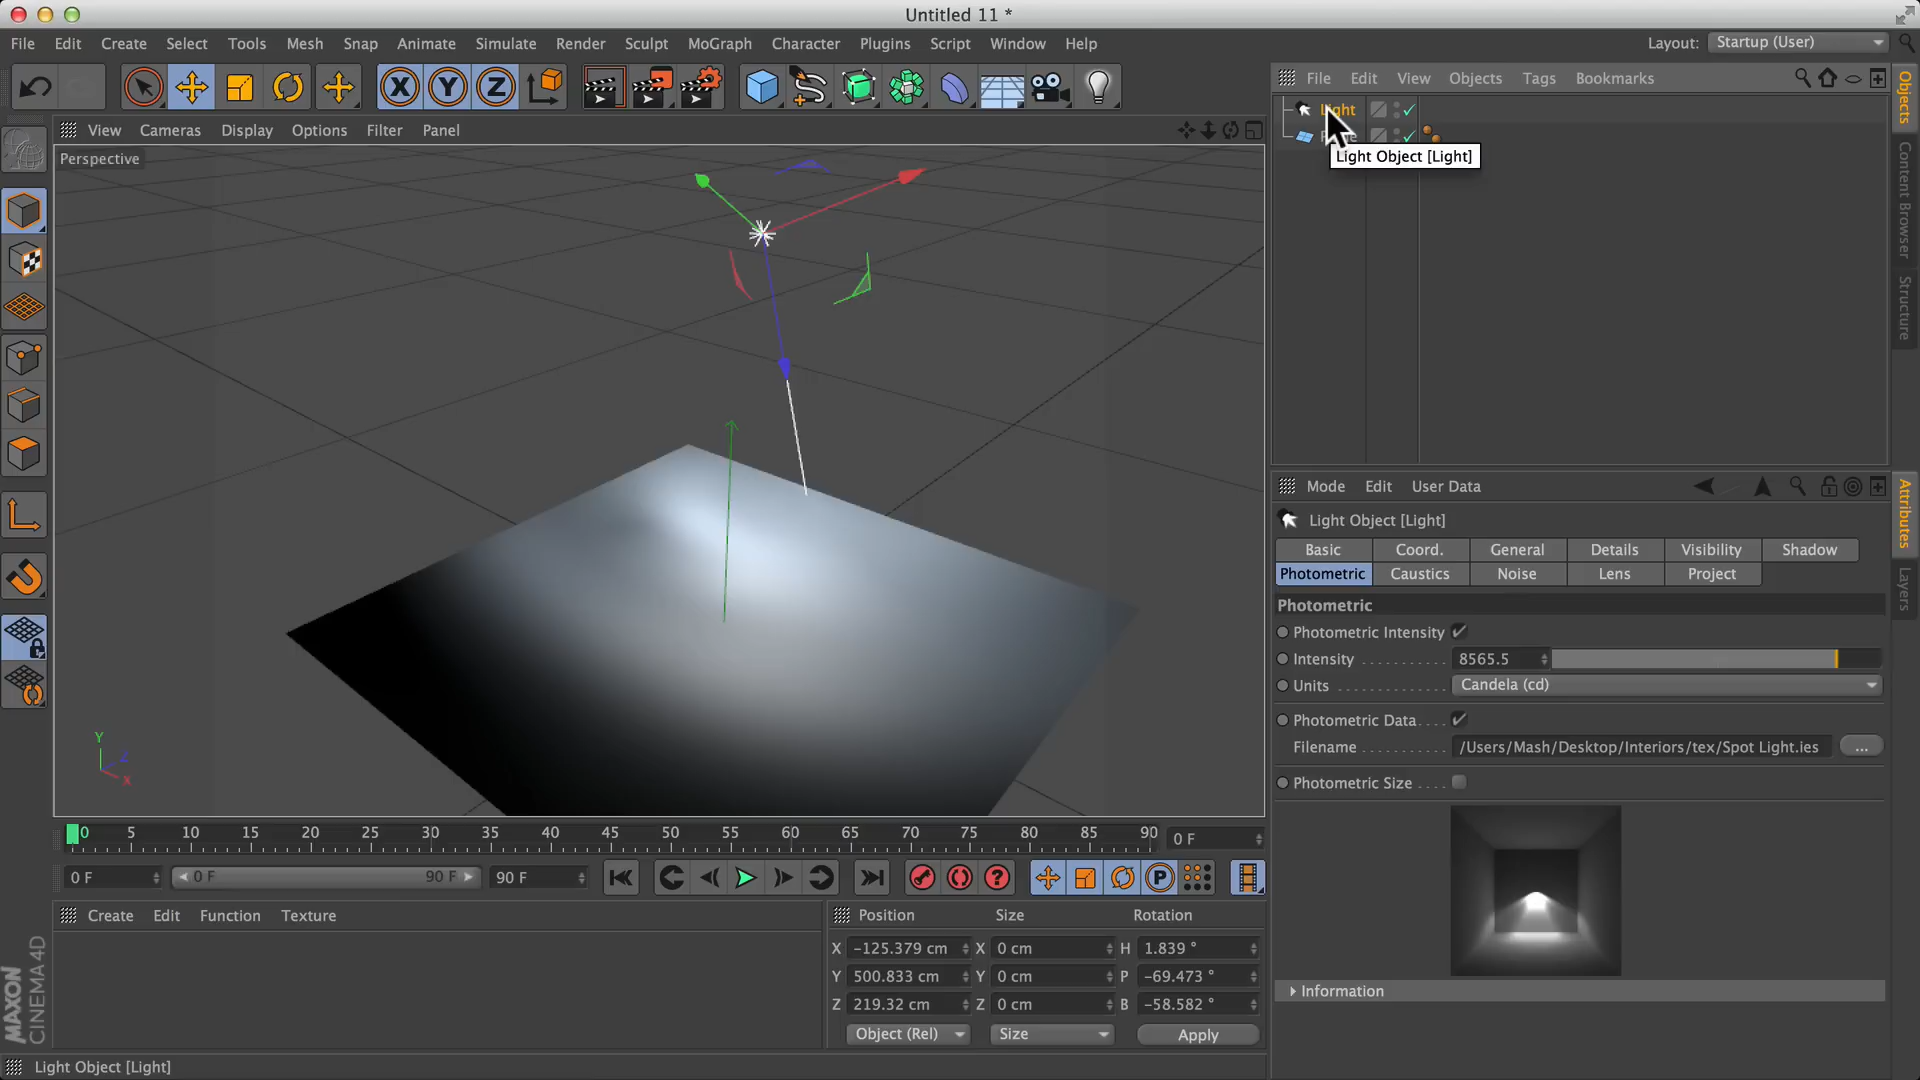 Untitled 11 *
File Edit Create Select Tools Mesh Snap Animate Simulate Render Sculpt MoGraph Character Plugins Script Window Help Layout: Startup (User)
X Y Z
File Edit View Objects Tags Bookmarks
View Cameras Display Options Filter Panel
Perspective
Light
Light Object [Light]
Objects
Content Browser
Structure
Mode Edit User Data
Attributes
Layers
Light Object [Light]
Basic Coord. General Details Visibility Shadow
Photometric Caustics Noise Lens Project
Photometric
Photometric Intensity
Intensity 8565.5
Units Candela (cd)
Photometric Data
Filename /Users/Mash/Desktop/Interiors/tex/Spot Light.ies ...
Photometric Size
Information
Y
Z
X
0 5 10 15 20 25 30 35 40 45 50 55 60 65 70 75 80 85 90 0 F
0 F 0 F 90 F 90 F P
Create Edit Function Texture
Position Size Rotation
X -125.379 cm X 0 cm H 1.839 °
Y 500.833 cm Y 0 cm P -69.473 °
Z 219.32 cm Z 0 cm B -58.582 °
Object (Rel) Size Apply
MAXON
CINEMA 4D
Light Object [Light]